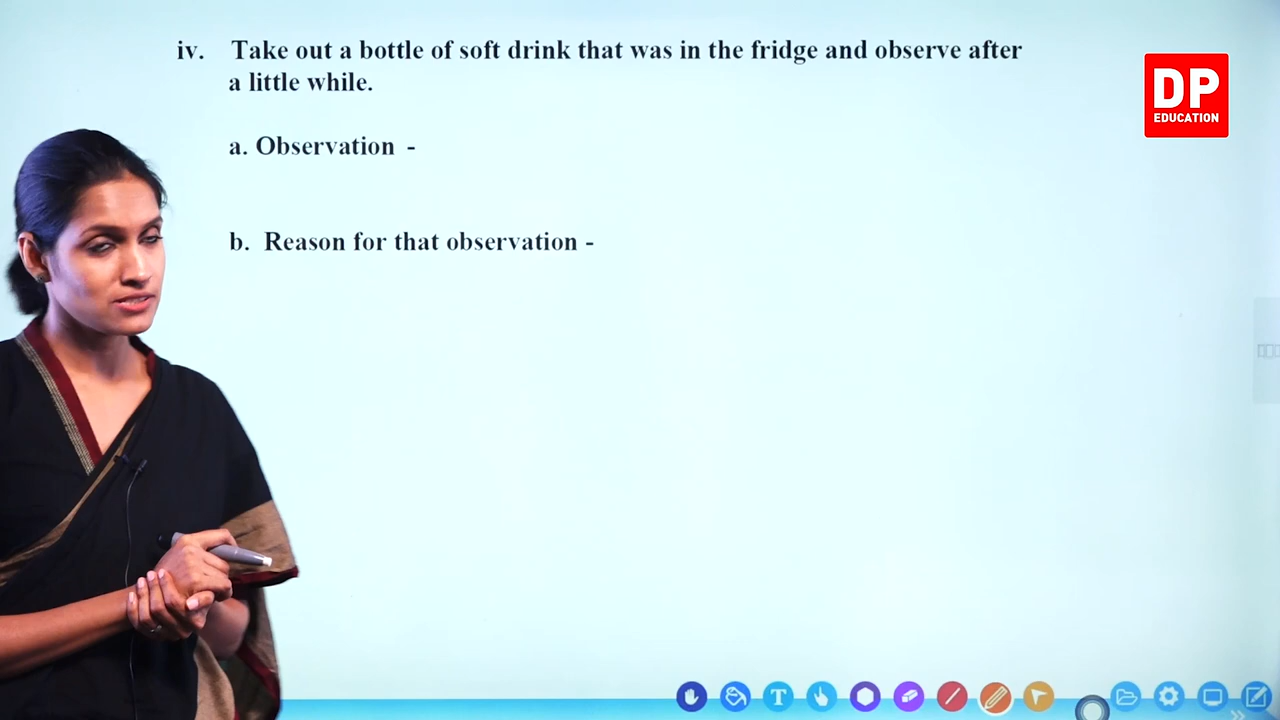 iv. Take out a bottle of soft drink that was in the fridge and observe after
a little while.
DP
EDUCATION
a. Observation -
b. Reason for that observation -
T